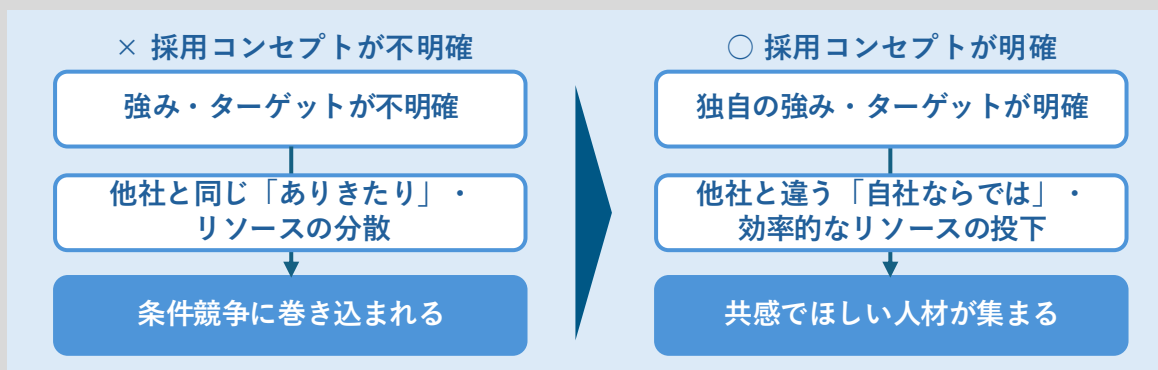 × 採用コンセプトが不明確
強み・ターゲットが不明確
他社と同じ「ありきたり」・
リソースの分散
条件競争に巻き込まれる
○ 採用コンセプトが明確
独自の強み・ターゲットが明確
他社と違う「自社ならでは」・
効率的なリソースの投下
共感でほしい人材が集まる